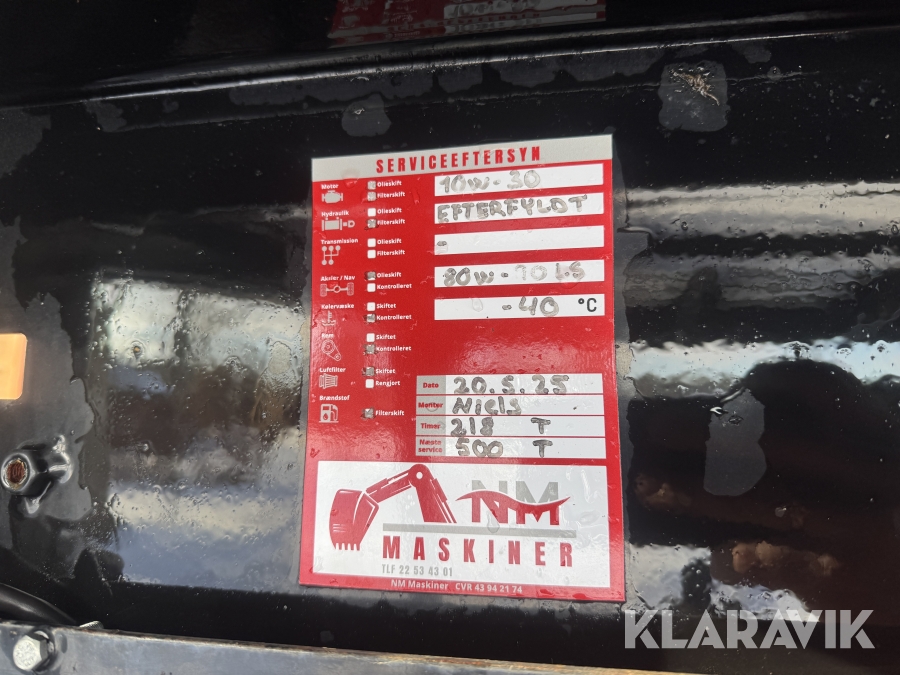 SERVICEEFTERSYN
Motor
Olieskift
Filterskift
10W-30
Hydraulik
Olieskift
Filterskift
EFTERFYLDT
Transmission
Olieskift
Filterskift
-
Aksler / Nav
Olieskift
Kontrolleret
80W-90 LS
Kølervæske
Skiftet
Kontrolleret
-40 °C
Rem
Skiftet
Kontrolleret
Luftfilter
Skiftet
Rengjort
Brændstof
Filterskift
Dato 20.5.25
Montør Niels
Timer 218 T
Næste service 500 T
NM
MASKINER
TLF 22 53 43 01
NM Maskiner CVR 43 94 21 74
KLARAVIK